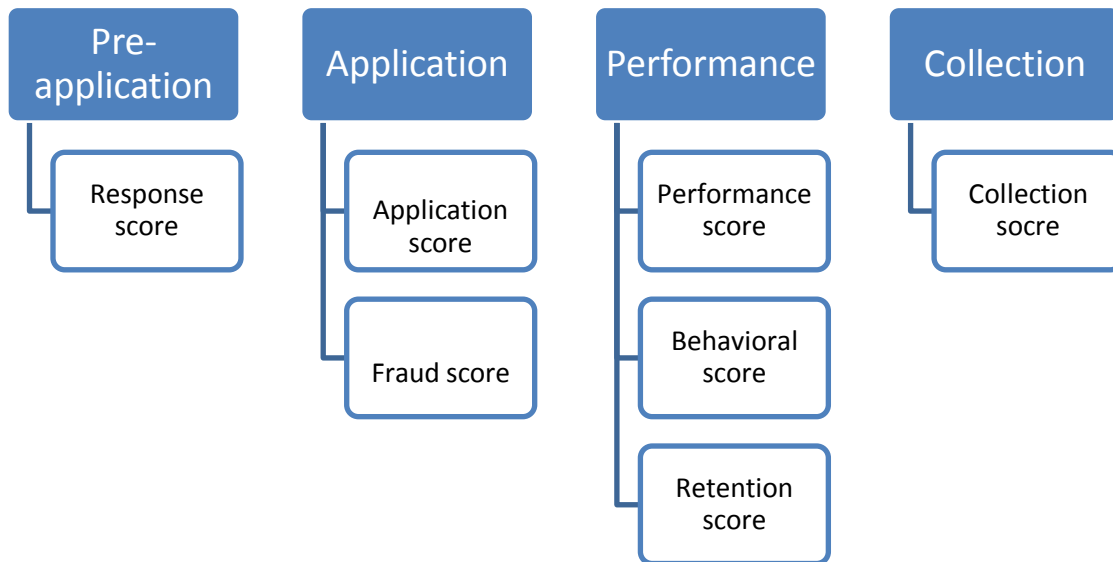 Pre-
application
Response
score
Application
Application
score
Fraud score
Performance
Performance
score
Behavioral
score
Retention
score
Collection
Collection
socre